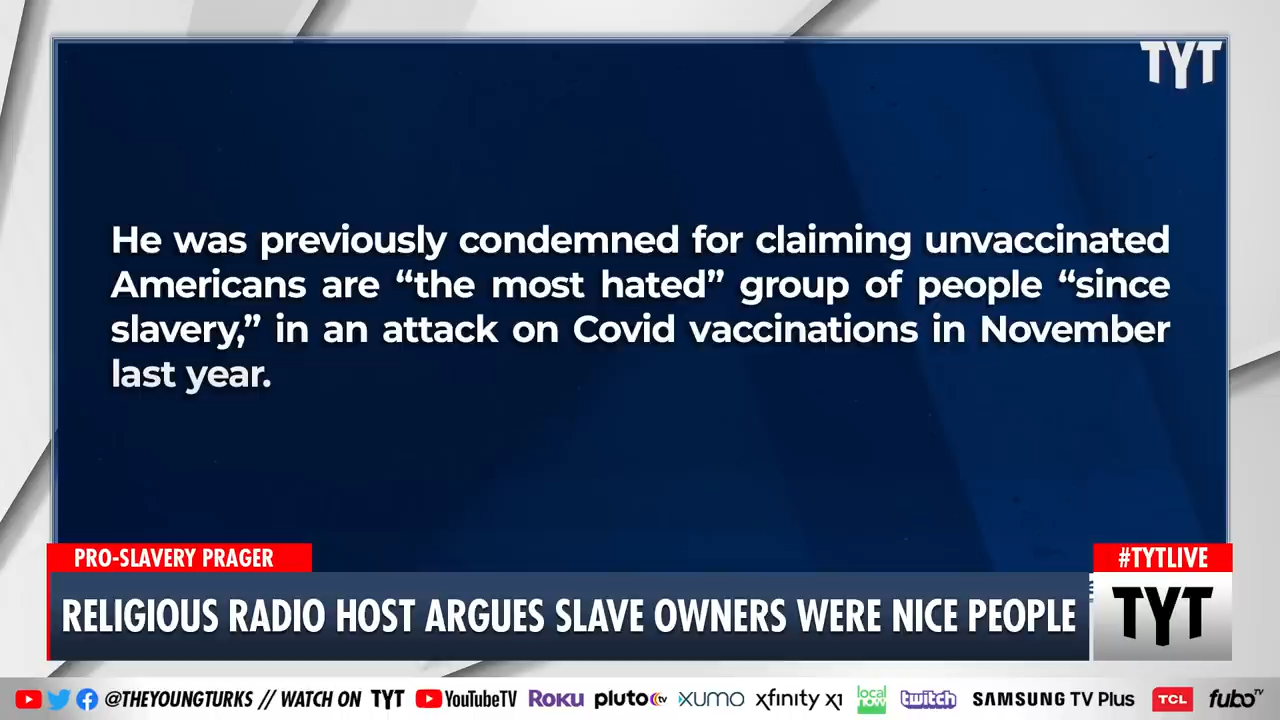 TYT
He was previously condemned for claiming unvaccinated
Americans are “the most hated” group of people “since
slavery,” in an attack on Covid vaccinations in November
last year.
PRO-SLAVERY PRAGER
#TYTLIVE
RELIGIOUS RADIO HOST ARGUES SLAVE OWNERS WERE NICE PEOPLE
TYT
@THEYOUNGTURKS // WATCH ON TYT YouTubeTV ROKU pluto tv xumo xfinity x1 local now twitch SAMSUNG TV Plus TCL fubo TV